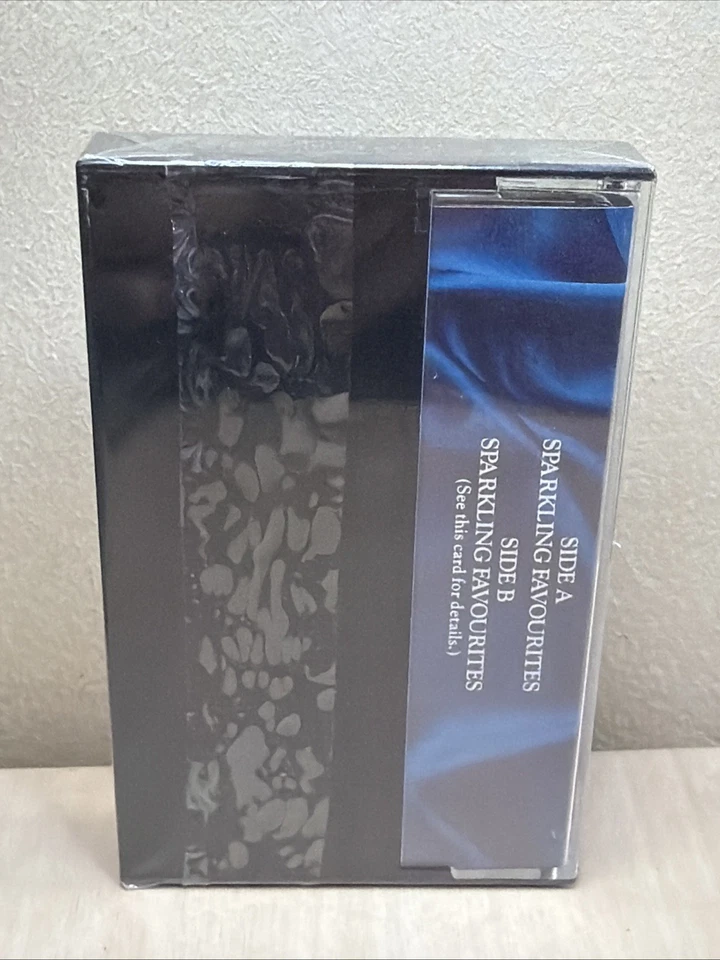 SIDE A
SPARKLING FAVOURITES
SIDE B
SPARKLING FAVOURITES
(See this card for details.)